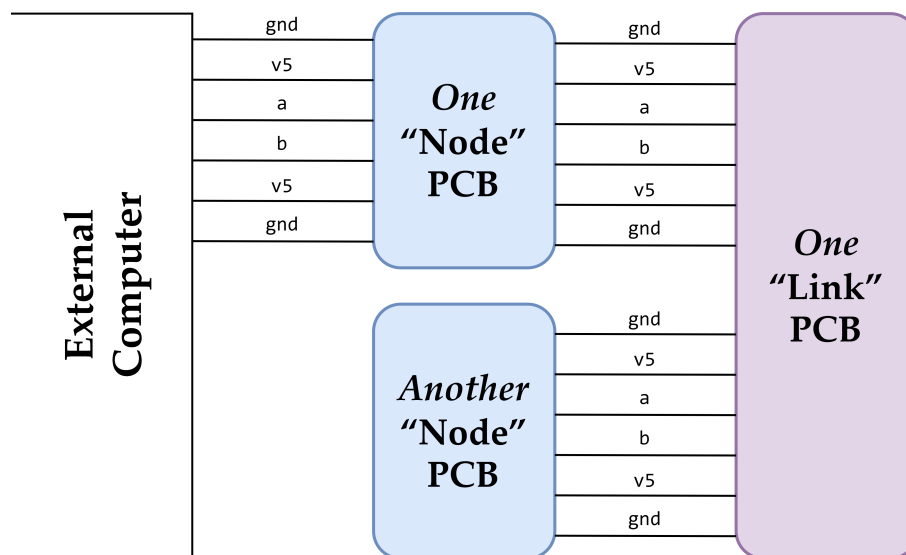 External
Computer
gnd
v5
a
b
v5
gnd
One
“Node”
PCB
gnd
v5
a
b
v5
gnd
One
“Link”
PCB
Another
“Node”
PCB
gnd
v5
a
b
v5
gnd